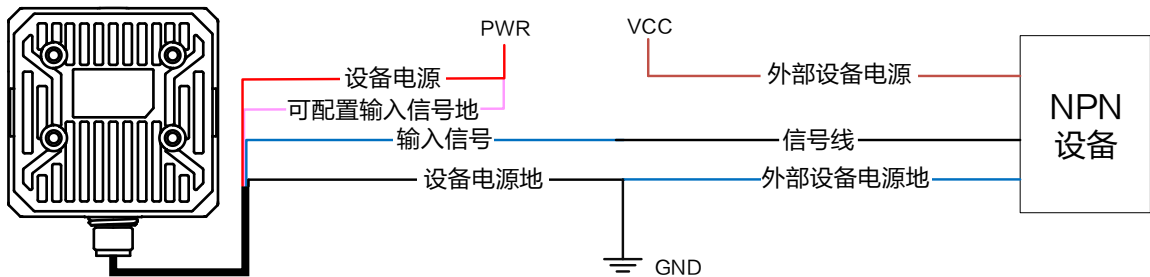 PWR
VCC
设备电源
外部设备电源
可配置输入信号地
输入信号
信号线
设备电源地
外部设备电源地
NPN
设备
GND